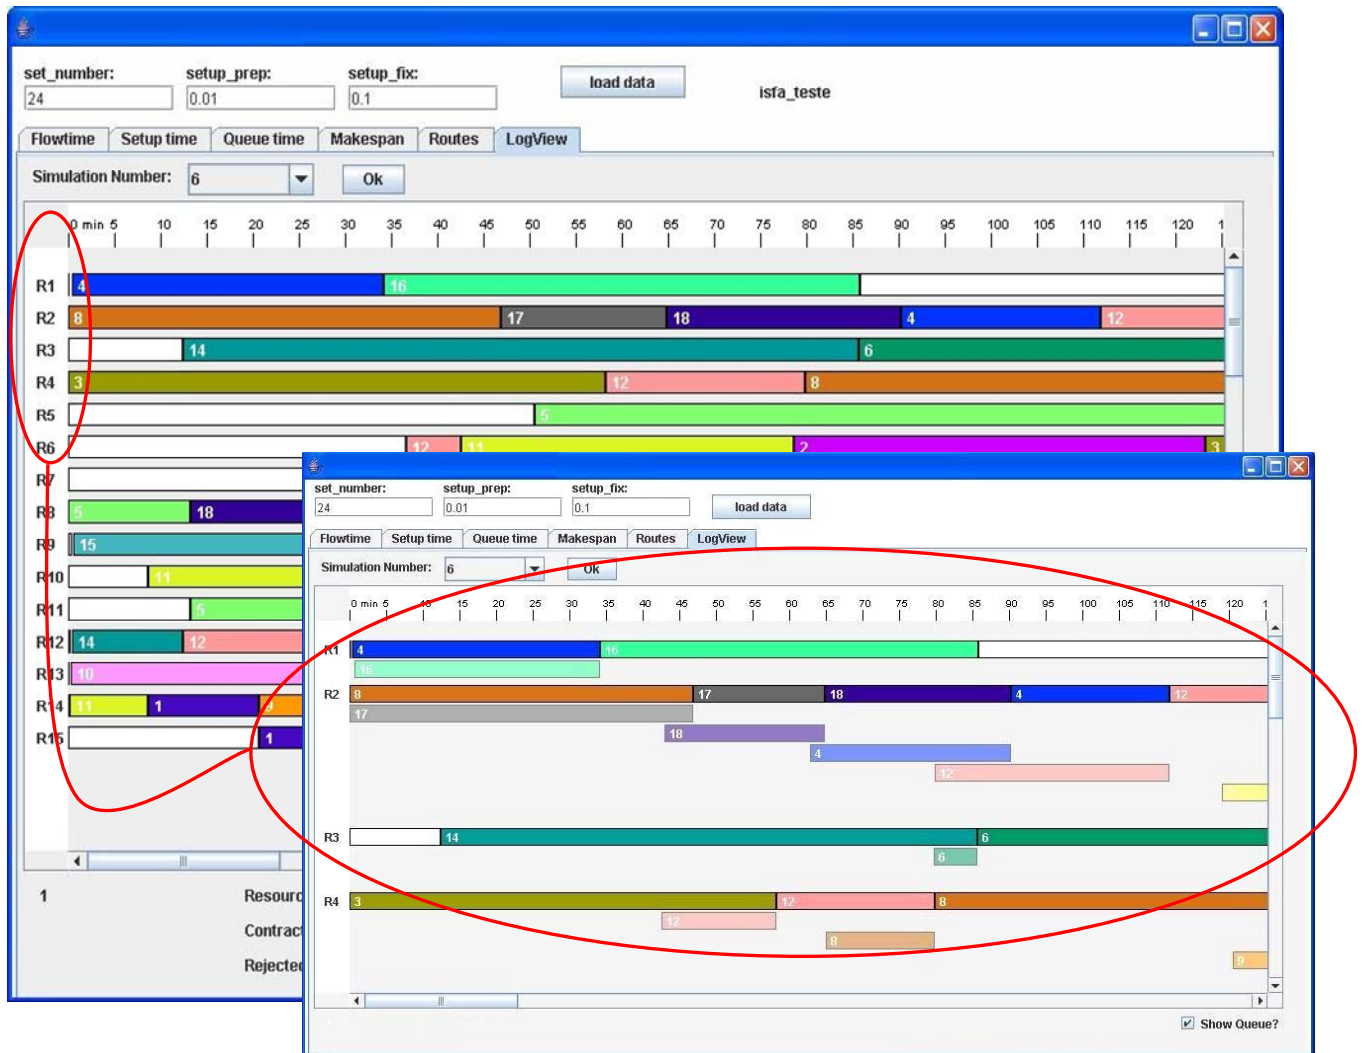 set_number: setup_prep: setup_fix:
24 0.01 0.1 load data isfa_teste
Flowtime Setup time Queue time Makespan Routes LogView
Simulation Number: 6 Ok
0 min 5 10 15 20 25 30 35 40 45 50 55 60 65 70 75 80 85 90 95 100 105 110 115 120 1
R1 4 16
R2 8 17 18 4 12
R3 14 6
R4 3 12 8
R5 5
R6 12 11 2 3
R7
R8 5 18
R9 15
R10 11
R11 5
R12 14 12
R13 10
R14 11 1 9
R15 1
1 Resourc
Contrac
Rejected
set_number: setup_prep: setup_fix:
24 0.01 0.1 load data
Flowtime Setup time Queue time Makespan Routes LogView
Simulation Number: 6 Ok
0 min 5 10 15 20 25 30 35 40 45 50 55 60 65 70 75 80 85 90 95 100 105 110 115 120 1
R1 4 16
16
R2 8 17 18 4 12
17
18
4
12
R3 14 6
6
R4 3 12 8
12
8
9
Show Queue?